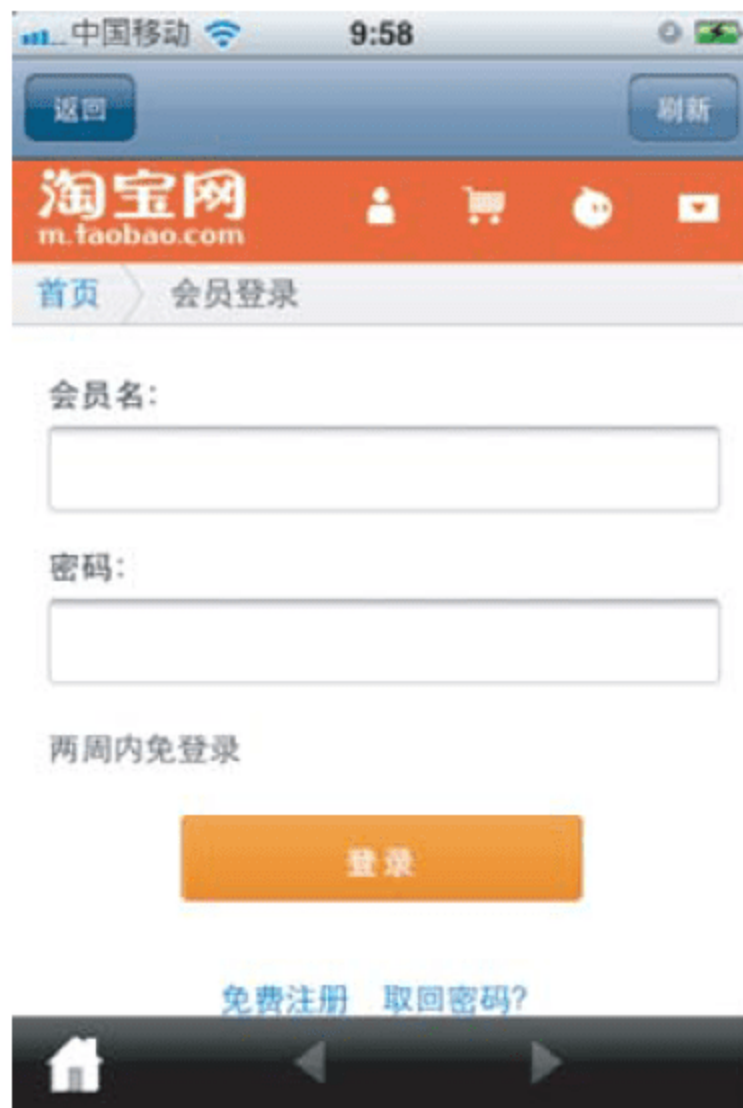 中国移动 9:58
返回 刷新
淘宝网
m.taobao.com
首页 会员登录
会员名:
密码:
两周内免登录
登录
免费注册 取回密码?